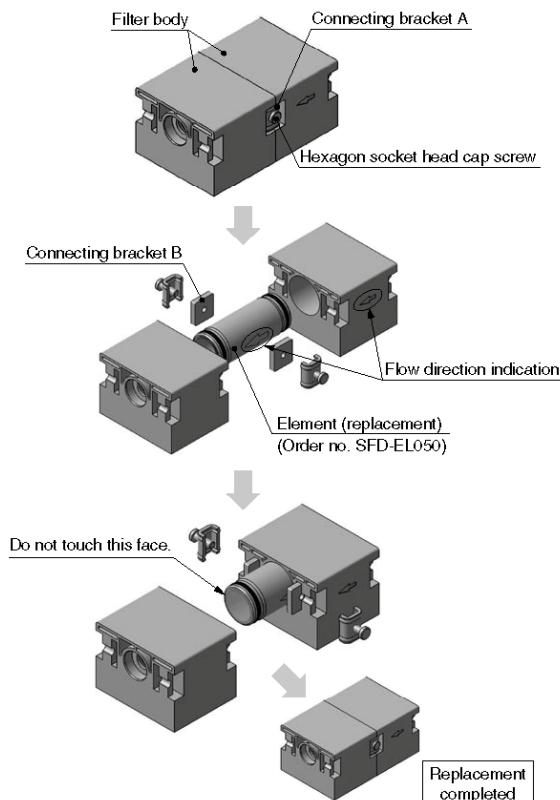 Filter body
Connecting bracket A
Hexagon socket head cap screw
Connecting bracket B
Flow direction indication
Element (replacement)
(Order no. SFD-EL050)
Do not touch this face.
Replacement
completed